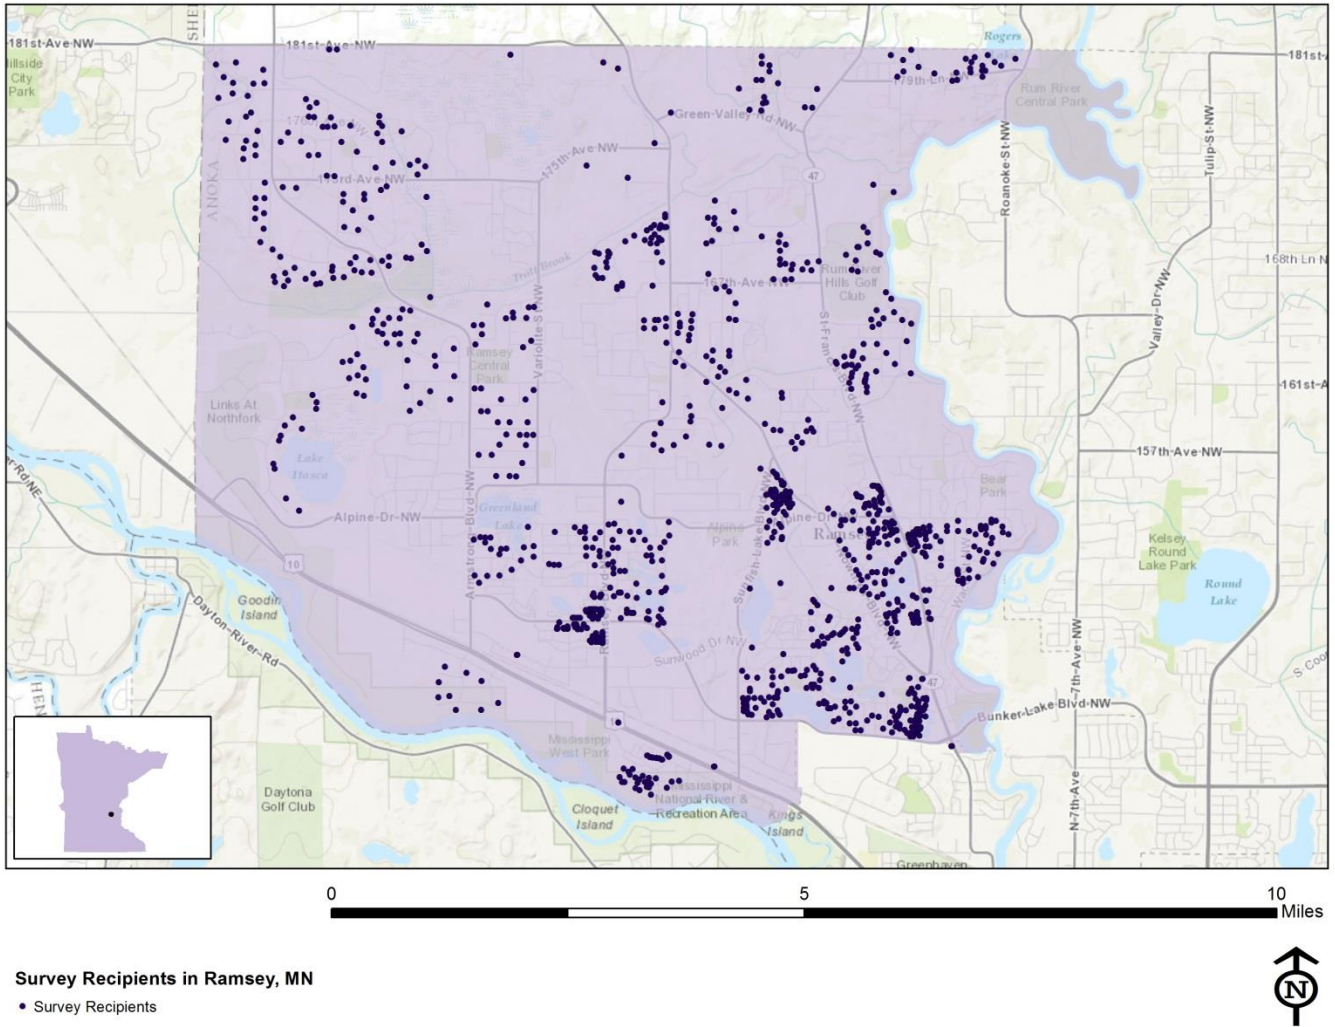 181st-Ave-NW
181st-Ave-NW
Rogers
181st-A
illside
City
Park
179th-Ln
Rum River
Central Park
Green-Valley-Rd-NW
175th-Ave-NW
173rd-Ave-NW
47
ANOKA
Roanoke-St-NW
Tulip-St-NW
Trott Brook
167th-Ave-NW
Rum River
Hills Golf
Club
168th Ln N
Variolite-St-NW
Valley-Dr-NW
Ramsey
Central
Park
161st-A
Links At
Northfork
157th-Ave-NW
Lake
Itasca
Bear
Park
Alpine-Dr-NW
Greenland
Lake
Alpine
Park
Armstrong-Blvd-NW
Kelsey
Round
Lake Park
10
Round
Lake
Goodin
Island
Dayton-River-Rd
Sunwood Dr-NW
47
7th-Ave-NW
Bunker-Lake-Blvd-NW
Mississippi
West Park
Daytona
Golf Club
Mississippi
National River &
Recreation Area
Cloquet
Island
Kings
Island
N-7th-Ave
Greenhaven
0
5
10
Miles
Survey Recipients in Ramsey, MN
Survey Recipients
N